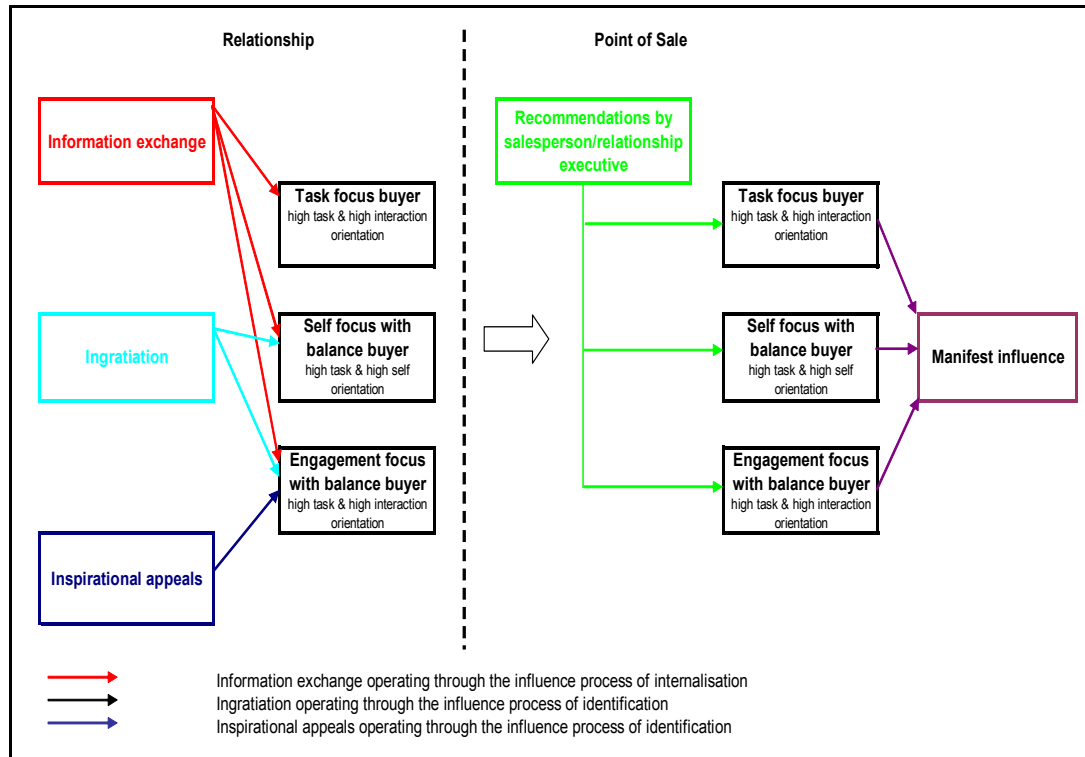 Relationship
Point of Sale
Information exchange
Ingratiation
Inspirational appeals
Task focus buyer
high task & high interaction
orientation
Self focus with
balance buyer
high task & high self
orientation
Engagement focus
with balance buyer
high task & high interaction
orientation
Recommendations by
salesperson/relationship
executive
Task focus buyer
high task & high interaction
orientation
Self focus with
balance buyer
high task & high self
orientation
Engagement focus
with balance buyer
high task & high interaction
orientation
Manifest influence
Information exchange operating through the influence process of internalisation
Ingratiation operating through the influence process of identification
Inspirational appeals operating through the influence process of identification